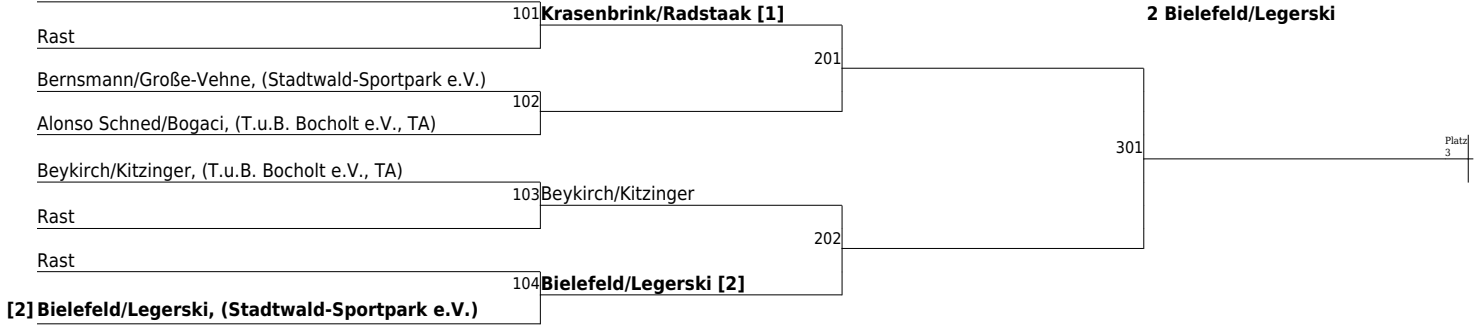 101 Krasenbrink/Radstaak [1]
2 Bielefeld/Legerski
Rast
201
Bernsmann/Große-Vehne, (Stadtwald-Sportpark e.V.)
102
Alonso Schned/Bogaci, (T.u.B. Bocholt e.V., TA)
301
Platz
3
Beykirch/Kitzinger, (T.u.B. Bocholt e.V., TA)
103 Beykirch/Kitzinger
Rast
202
Rast
104 Bielefeld/Legerski [2]
[2] Bielefeld/Legerski, (Stadtwald-Sportpark e.V.)